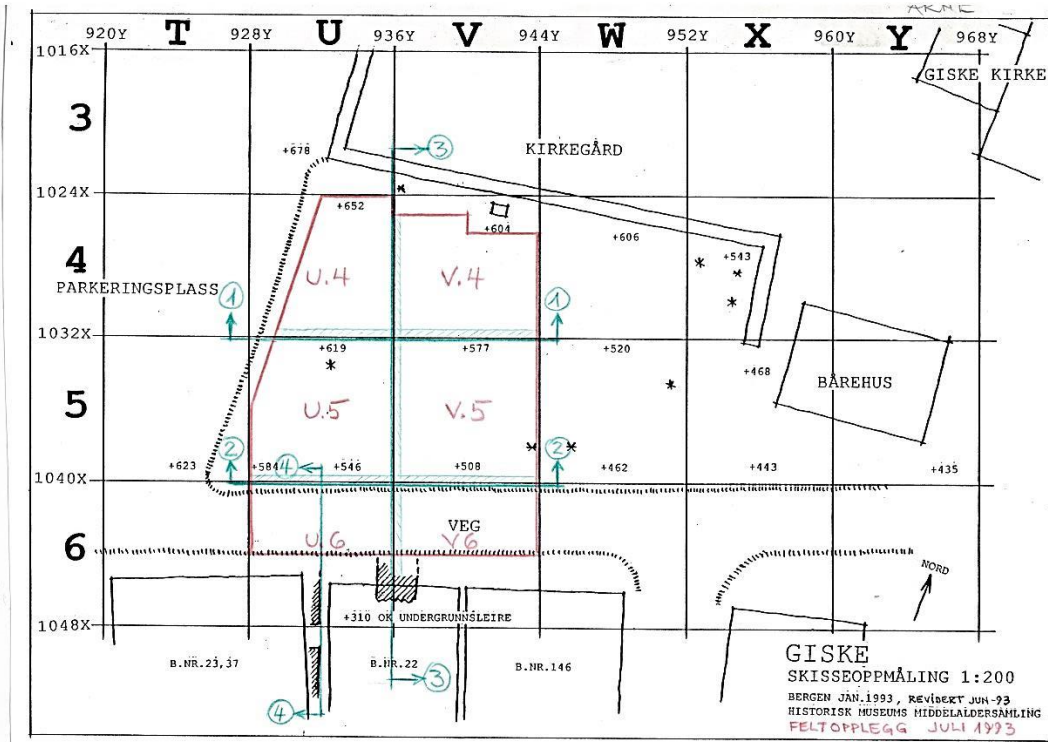 ARNE
920Y T 928Y U 936Y V 944Y W 952Y X 960Y Y 968Y
1016X
GISKE KIRKE
3
+678
3
KIRKEGÅRD
1024X
+652
+604
+606
+543
4
U.4
V.4
PARKERINGSPLASS
1
1
1032X
+619
+577
+520
+468
BÅREHUS
5
U.5
V.5
2
2
+623
+584
4
+546
+508
+462
+443
+435
1040X
VEG
6
U.6
V6
NORD
+310 OK UNDERGRUNNSLEIRE
1048X
B.NR.23,37
B.NR.22
B.NR.146
3
4
GISKE
SKISSEOPPMÅLING 1:200
BERGEN JAN.1993, REVIDERT JUN-93
HISTORISK MUSEUMS MIDDELALDERSAMLING
FELTOPPLEGG JULI 1993